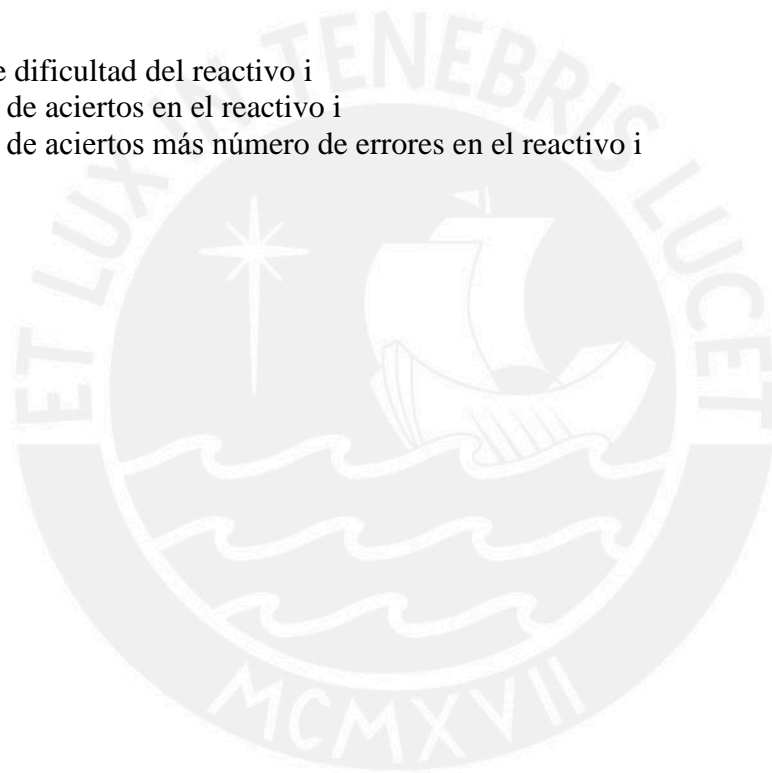 e dificultad del reactivo i
de aciertos en el reactivo i
de aciertos más número de errores en el reactivo i
ET LUX IN TENEBRIS LUCET
MCMXVII